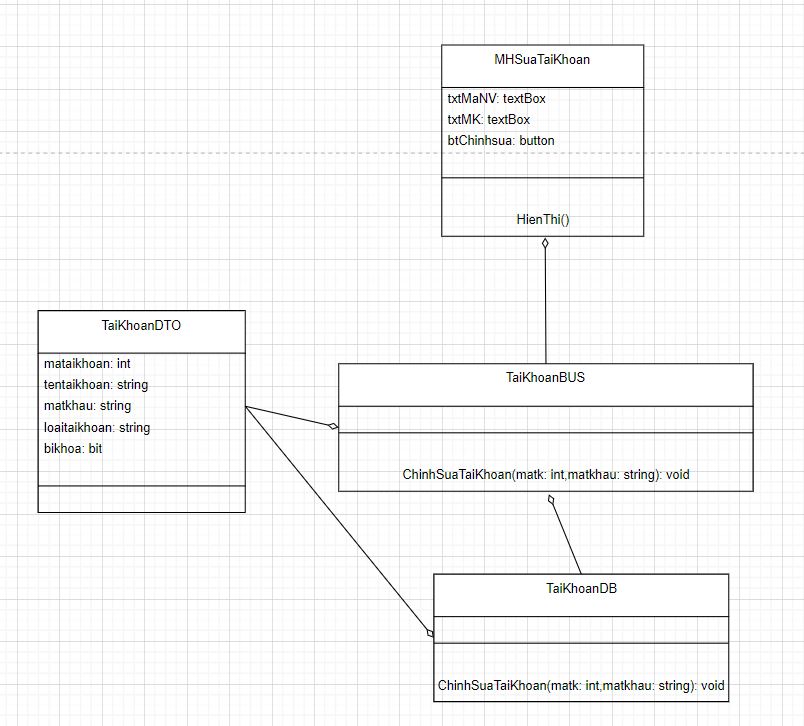 MHSuaTaiKhoan
txtMaNV: textBox
txtMK: textBox
btChinhsua: button
HienThi()
TaiKhoanDTO
mataikhoan: int
tentaikhoan: string
matkhau: string
loaitaikhoan: string
bikhoa: bit
TaiKhoanBUS
ChinhSuaTaiKhoan(matk: int,matkhau: string): void
TaiKhoanDB
ChinhSuaTaiKhoan(matk: int,matkhau: string): void